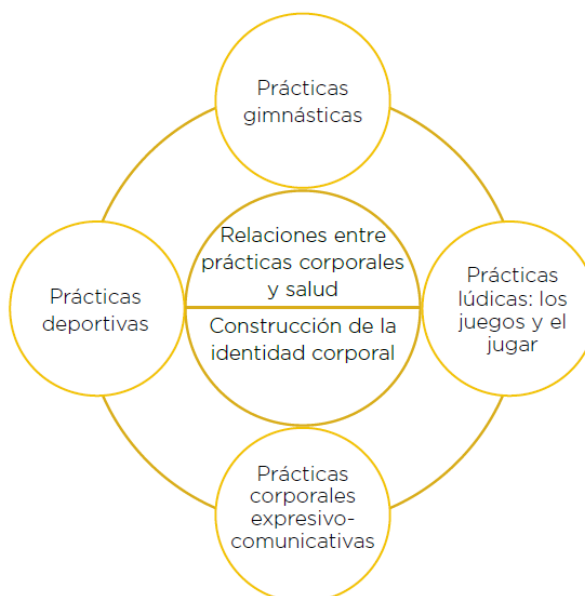 Prácticas
gimnásticas
Relaciones entre
prácticas corporales
y salud
Construcción de la
identidad corporal
Prácticas
deportivas
Prácticas
lúdicas: los
juegos y el
jugar
Prácticas
corporales
expresivo-
comunicativas